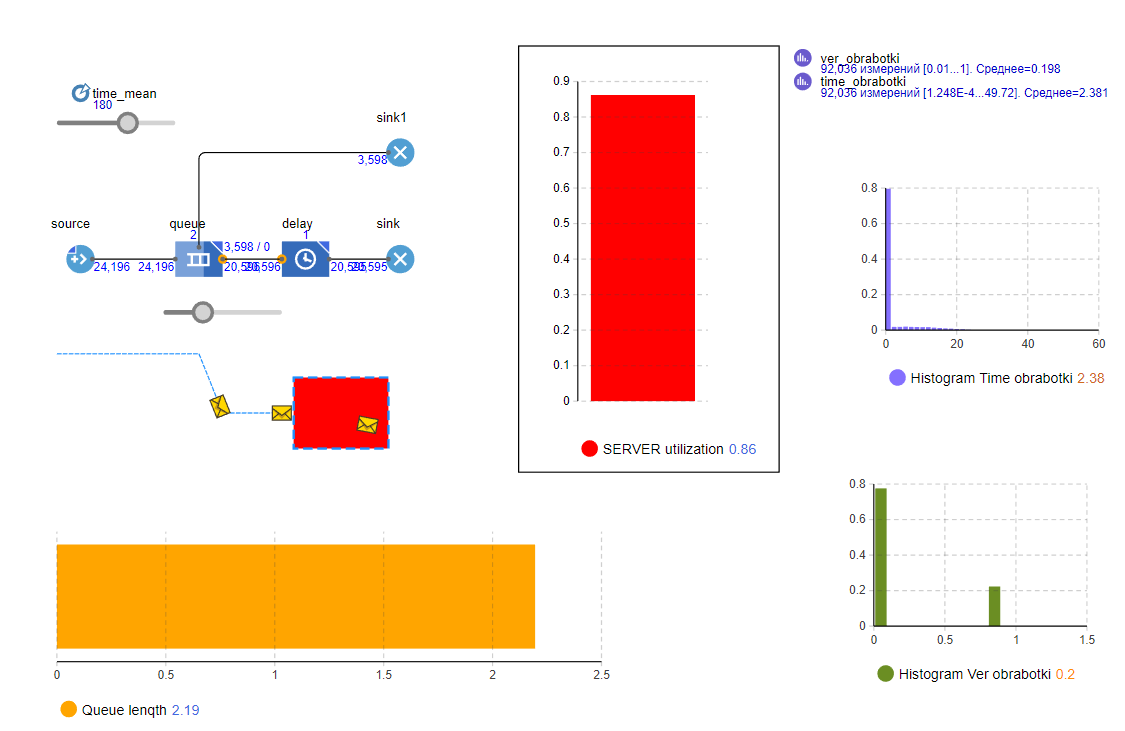 time_mean
180
sink1
3,598
source
queue
delay
sink
2
1
3,598 / 0
24,196
24,196
20,596
20,596
20,595
20,595
0.9
0.8
0.7
0.6
0.5
0.4
0.3
0.2
0.1
0
SERVER utilization 0.86
ver_obrabotki
92,036 измерений [0.01...1]. Среднее=0.198
time_obrabotki
92,036 измерений [1.248E-4...49.72]. Среднее=2.381
0.8
0.6
0.4
0.2
0
0 20 40 60
Histogram Time obrabotki 2.38
0.8
0.6
0.4
0.2
0
0 0.5 1 1.5
Histogram Ver obrabotki 0.2
0 0.5 1 1.5 2 2.5
Queue length 2.19